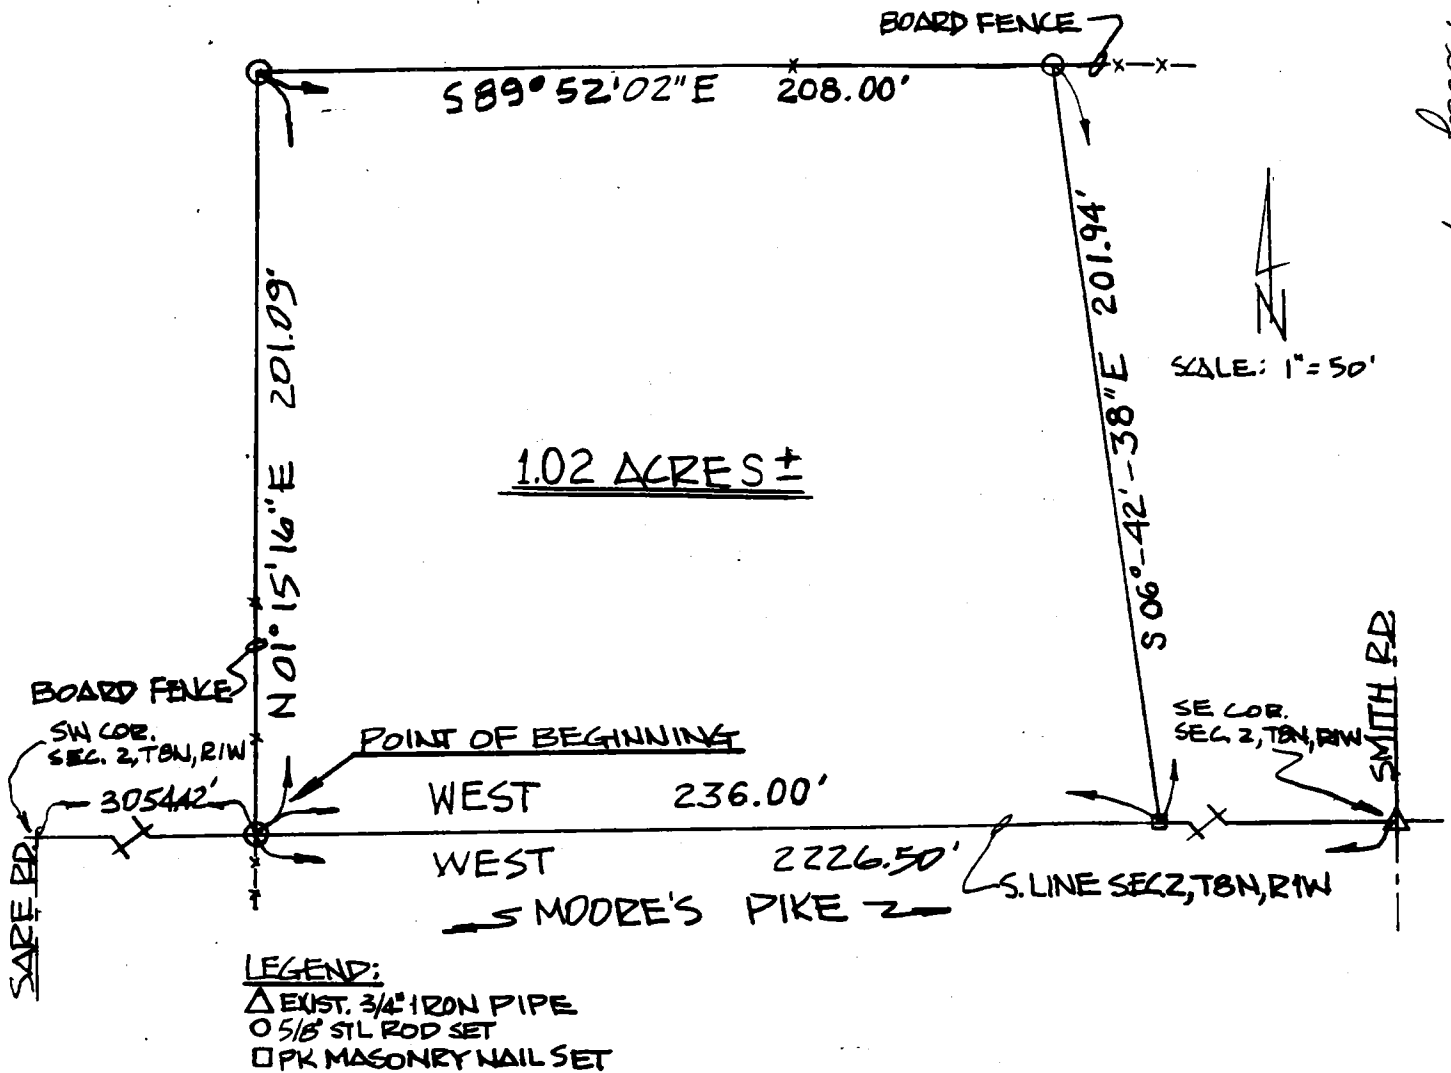 BOARD FENCE
S 89° 52' 02" E 208.00'
N 01° 15' 16" E 201.09'
S 06°-42'-38" E 201.94'
SCALE: 1" = 50'
1.02 ACRES ±
BOARD FENCE
SW COR.
SEC. 2, T8N, R1W
3054.42'
POINT OF BEGINNING
WEST 236.00'
WEST 2226.50'
SE COR.
SEC. 2, T8N, R1W
SMITH RD.
SARE RD.
S. LINE SEC 2, T8N, R1W
MOORE'S PIKE
N
LEGEND:
△ EXIST. 3/4" IRON PIPE
○ 5/8" STL ROD SET
□ PK MASONRY NAIL SET